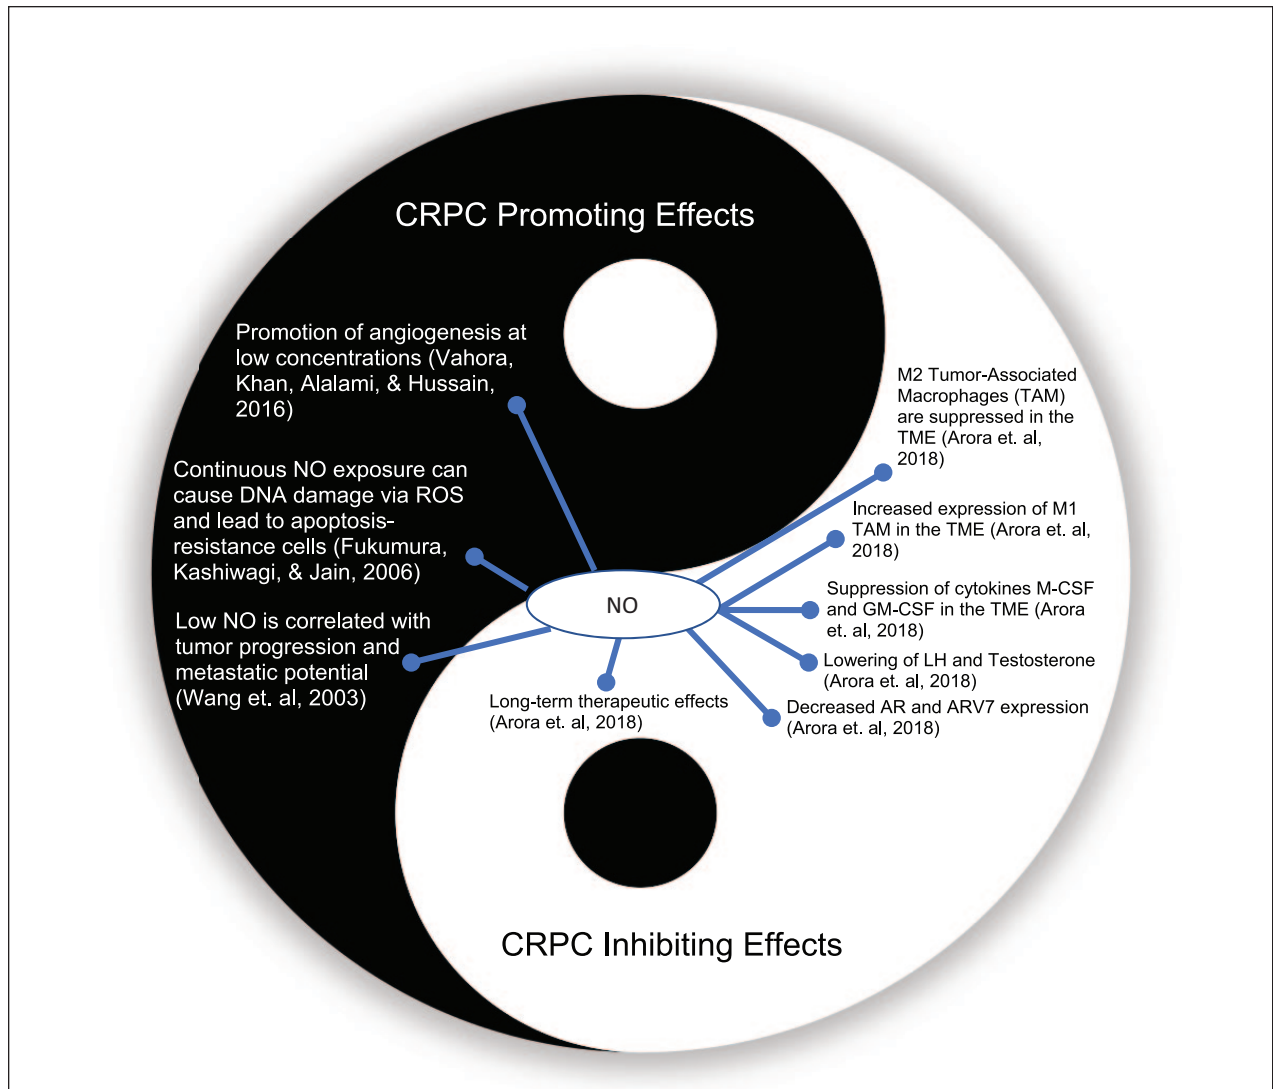 CRPC Promoting Effects
Promotion of angiogenesis at
low concentrations (Vahora,
Khan, Alalami, & Hussain,
2016)
Continuous NO exposure can
cause DNA damage via ROS
and lead to apoptosis-
resistance cells (Fukumura,
Kashiwagi, & Jain, 2006)
Low NO is correlated with
tumor progression and
metastatic potential
(Wang et. al, 2003)
NO
M2 Tumor-Associated
Macrophages (TAM)
are suppressed in the
TME (Arora et. al,
2018)
Increased expression of M1
TAM in the TME (Arora et. al,
2018)
Suppression of cytokines M-CSF
and GM-CSF in the TME (Arora
et. al, 2018)
Lowering of LH and Testosterone
(Arora et. al, 2018)
Decreased AR and ARV7 expression
(Arora et. al, 2018)
Long-term therapeutic effects
(Arora et. al, 2018)
CRPC Inhibiting Effects